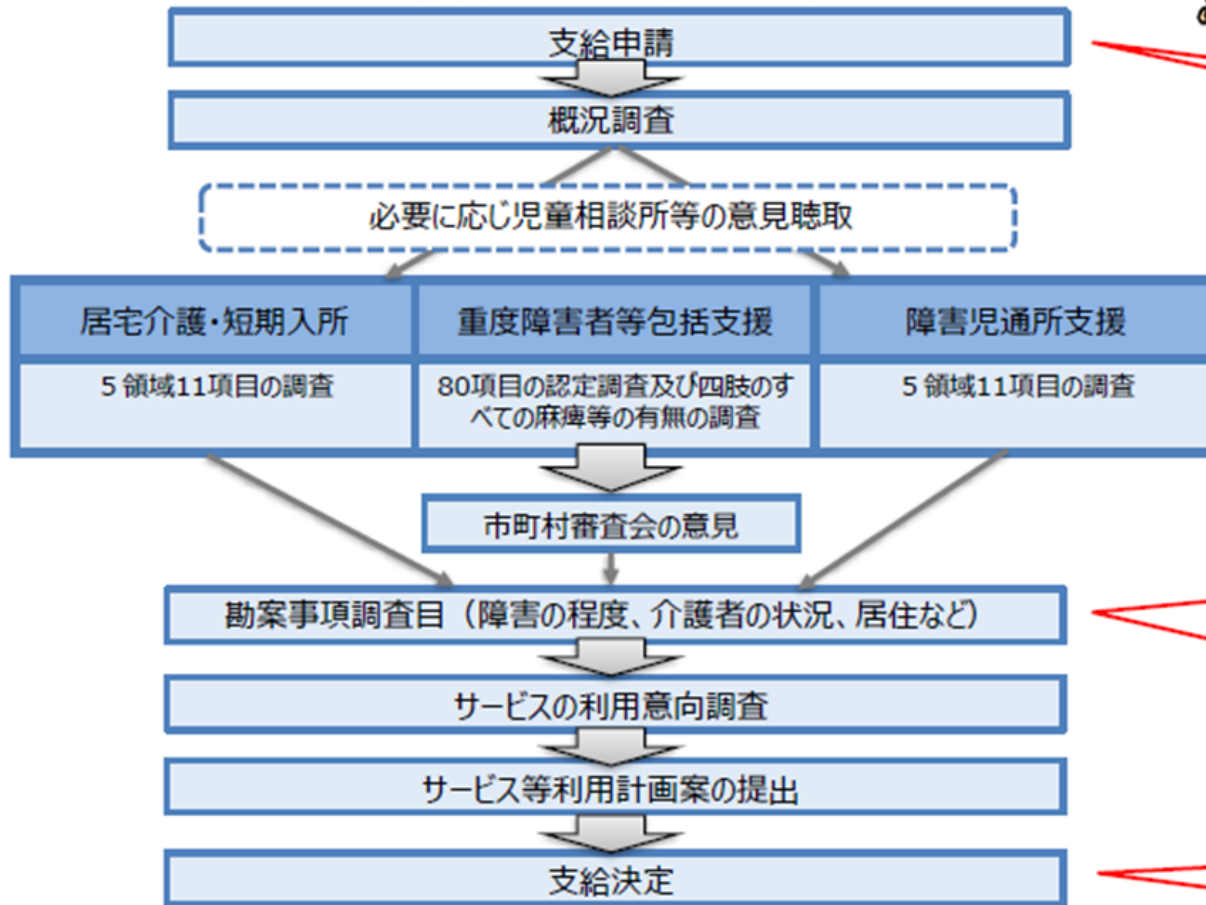 支給申請
概況調査
必要に応じ児童相談所等の意見聴取
居宅介護・短期入所
重度障害者等包括支援
障害児通所支援
５領域11項目の調査
80項目の認定調査及び四肢のす
べての麻痺等の有無の調査
５領域11項目の調査
市町村審査会の意見
勘案事項調査目（障害の程度、介護者の状況、居住など）
サービスの利用意向調査
サービス等利用計画案の提出
支給決定